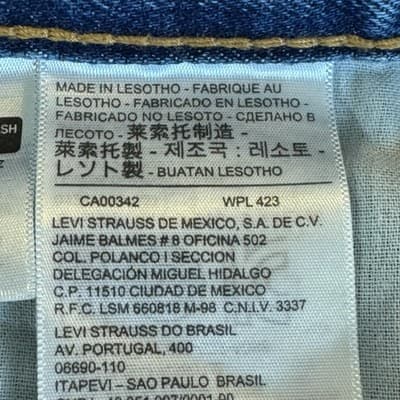 SH
Z
MADE IN LESOTHO - FABRIQUE AU
LESOTHO - FABRICADO EN LESOTHO -
FABRICADO NO LESOTO - СДЕЛАНО В
ЛЕСОТО - 莱索托制造 -
萊索托製 - 제조국 : 레소토 -
レソト製 - BUATAN LESOTHO
CA00342 WPL 423
LEVI STRAUSS DE MEXICO, S.A. DE C.V.
JAIME BALMES # 8 OFICINA 502
COL. POLANCO I SECCION
DELEGACIÓN MIGUEL HIDALGO
C.P. 11510 CIUDAD DE MEXICO
R.F.C. LSM 660818 M-98 C.N.I.V. 3337
LEVI STRAUSS DO BRASIL
AV. PORTUGAL, 400
06690-110
ITAPEVI – SAO PAULO BRASIL